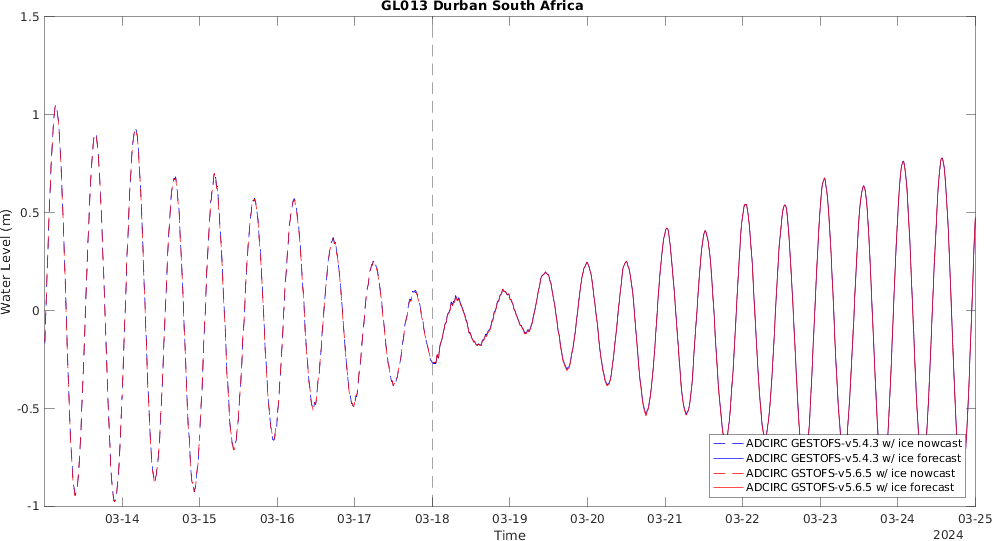 GL013 Durban South Africa
1.5
1
0.5
0
-0.5
-1
Water Level (m)
03-14 03-15 03-16 03-17 03-18 03-19 03-20 03-21 03-22 03-23 03-24 03-25
Time
2024
ADCIRC GESTOFS-v5.4.3 w/ ice nowcast
ADCIRC GESTOFS-v5.4.3 w/ ice forecast
ADCIRC GSTOFS-v5.6.5 w/ ice nowcast
ADCIRC GSTOFS-v5.6.5 w/ ice forecast